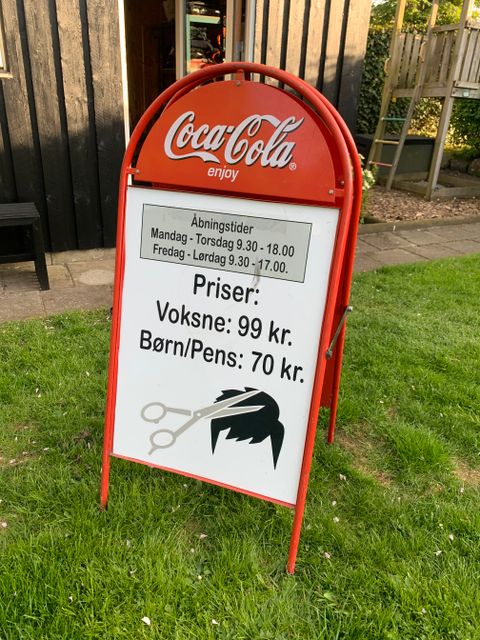 Coca-Cola®
enjoy
Åbningstider
Mandag - Torsdag 9.30 - 18.00
Fredag - Lørdag 9.30 - 17.00.
Priser:
Voksne: 99 kr.
Børn/Pens: 70 kr.